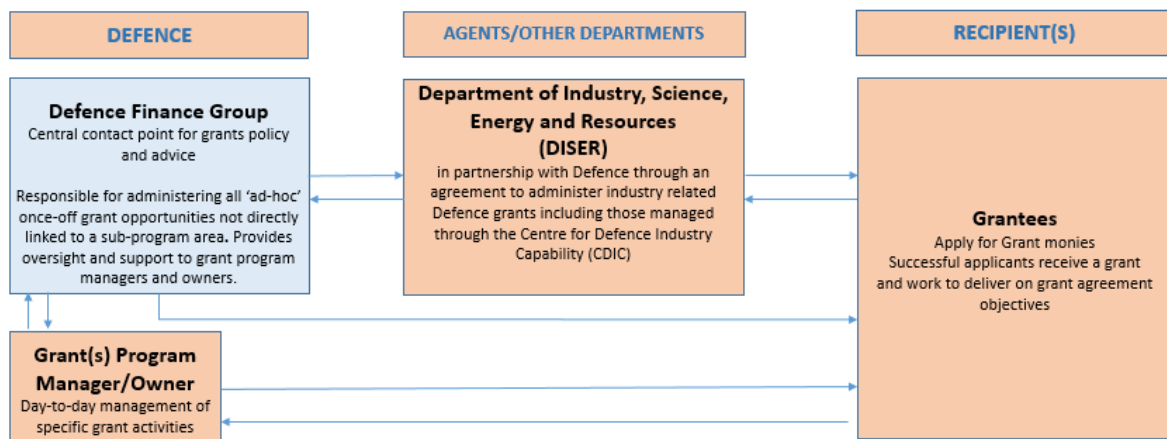 DEFENCE
AGENTS/OTHER DEPARTMENTS
RECIPIENT(S)
Defence Finance Group
Central contact point for grants policy
and advice
Responsible for administering all ‘ad-hoc’
once-off grant opportunities not directly
linked to a sub-program area. Provides
oversight and support to grant program
managers and owners.
Department of Industry, Science,
Energy and Resources
(DISER)
in partnership with Defence through an
agreement to administer industry related
Defence grants including those managed
through the Centre for Defence Industry
Capability (CDIC)
Grantees
Apply for Grant monies
Successful applicants receive a grant
and work to deliver on grant agreement
objectives
Grant(s) Program
Manager/Owner
Day-to-day management of
specific grant activities